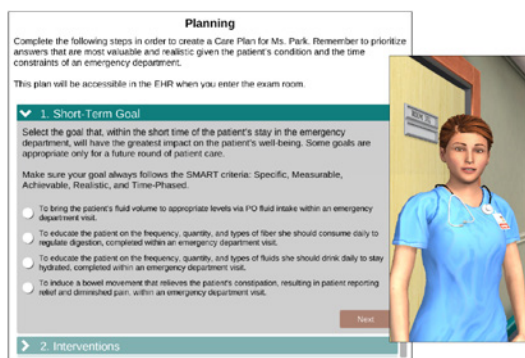 Planning
Complete the following steps in order to create a Care Plan for Ms. Park. Remember to prioritize
answers that are most valuable and realistic given the patient's condition and the time
constraints of an emergency department.
This plan will be accessible in the EHR when you enter the exam room.
1. Short-Term Goal
Select the goal that, within the short time of the patient's stay in the emergency
department, will have the greatest impact on the patient's well-being. Some goals are
appropriate only for a future round of patient care.
Make sure your goal always follows the SMART criteria: Specific, Measurable,
Achievable, Realistic, and Time-Phased.
To bring the patient's fluid volume to appropriate levels via PO fluid intake within an emergency
department visit.
To educate the patient on the frequency, quantity, and types of fiber she should consume daily to
regulate digestion, completed within an emergency department visit.
To educate the patient on the frequency, quantity, and types of fluids she should drink daily to stay
hydrated, completed within an emergency department visit.
To induce a bowel movement that relieves the patient's constipation, resulting in patient reporting
relief and diminished pain, within an emergency department visit.
Next
2. Interventions